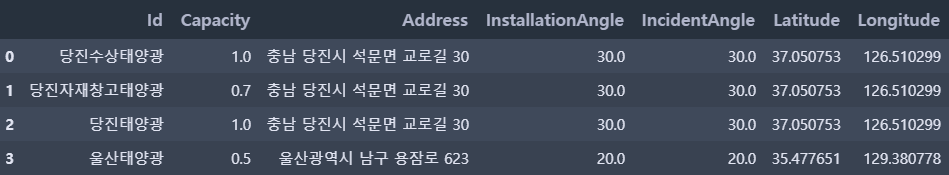 Id Capacity Address InstallationAngle IncidentAngle Latitude Longitude
0 당진수상태양광 1.0 충남 당진시 석문면 교로길 30 30.0 30.0 37.050753 126.510299
1 당진자재창고태양광 0.7 충남 당진시 석문면 교로길 30 30.0 30.0 37.050753 126.510299
2 당진태양광 1.0 충남 당진시 석문면 교로길 30 30.0 30.0 37.050753 126.510299
3 울산태양광 0.5 울산광역시 남구 용잠로 623 20.0 20.0 35.477651 129.380778